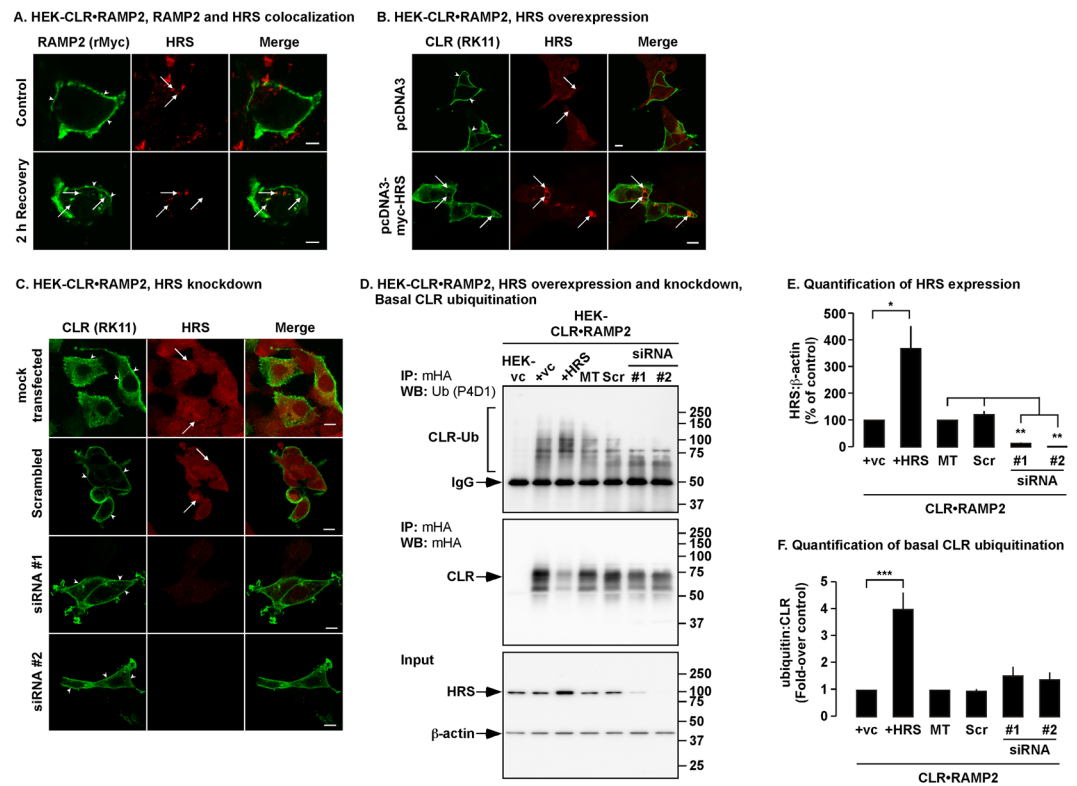 A. HEK-CLR•RAMP2, RAMP2 and HRS colocalization
RAMP2 (rMyc) HRS Merge
Control
2 h Recovery
B. HEK-CLR•RAMP2, HRS overexpression
CLR (RK11) HRS Merge
pcDNA3
pcDNA3-
myc-HRS
C. HEK-CLR•RAMP2, HRS knockdown
CLR (RK11) HRS Merge
mock
transfected
Scrambled
siRNA #1
siRNA #2
D. HEK-CLR•RAMP2, HRS overexpression and knockdown,
Basal CLR ubiquitination
HEK-
CLR•RAMP2
HEK-
vc
+vc
+HRS
MT
Scr
siRNA
#1 #2
IP: mHA
WB: Ub (P4D1)
CLR-Ub
IgG
250
150
100
75
50
37
IP: mHA
WB: mHA
CLR
250
150
100
75
50
37
Input
HRS
β-actin
250
100
75
50
37
25
E. Quantification of HRS expression
HRS:β-actin
(% of control)
500
400
300
200
100
0
*
** **
+vc +HRS MT Scr #1 #2
siRNA
CLR•RAMP2
F. Quantification of basal CLR ubiquitination
ubiquitin:CLR
(Fold-over control)
5
4
3
2
1
0
***
+vc +HRS MT Scr #1 #2
siRNA
CLR•RAMP2